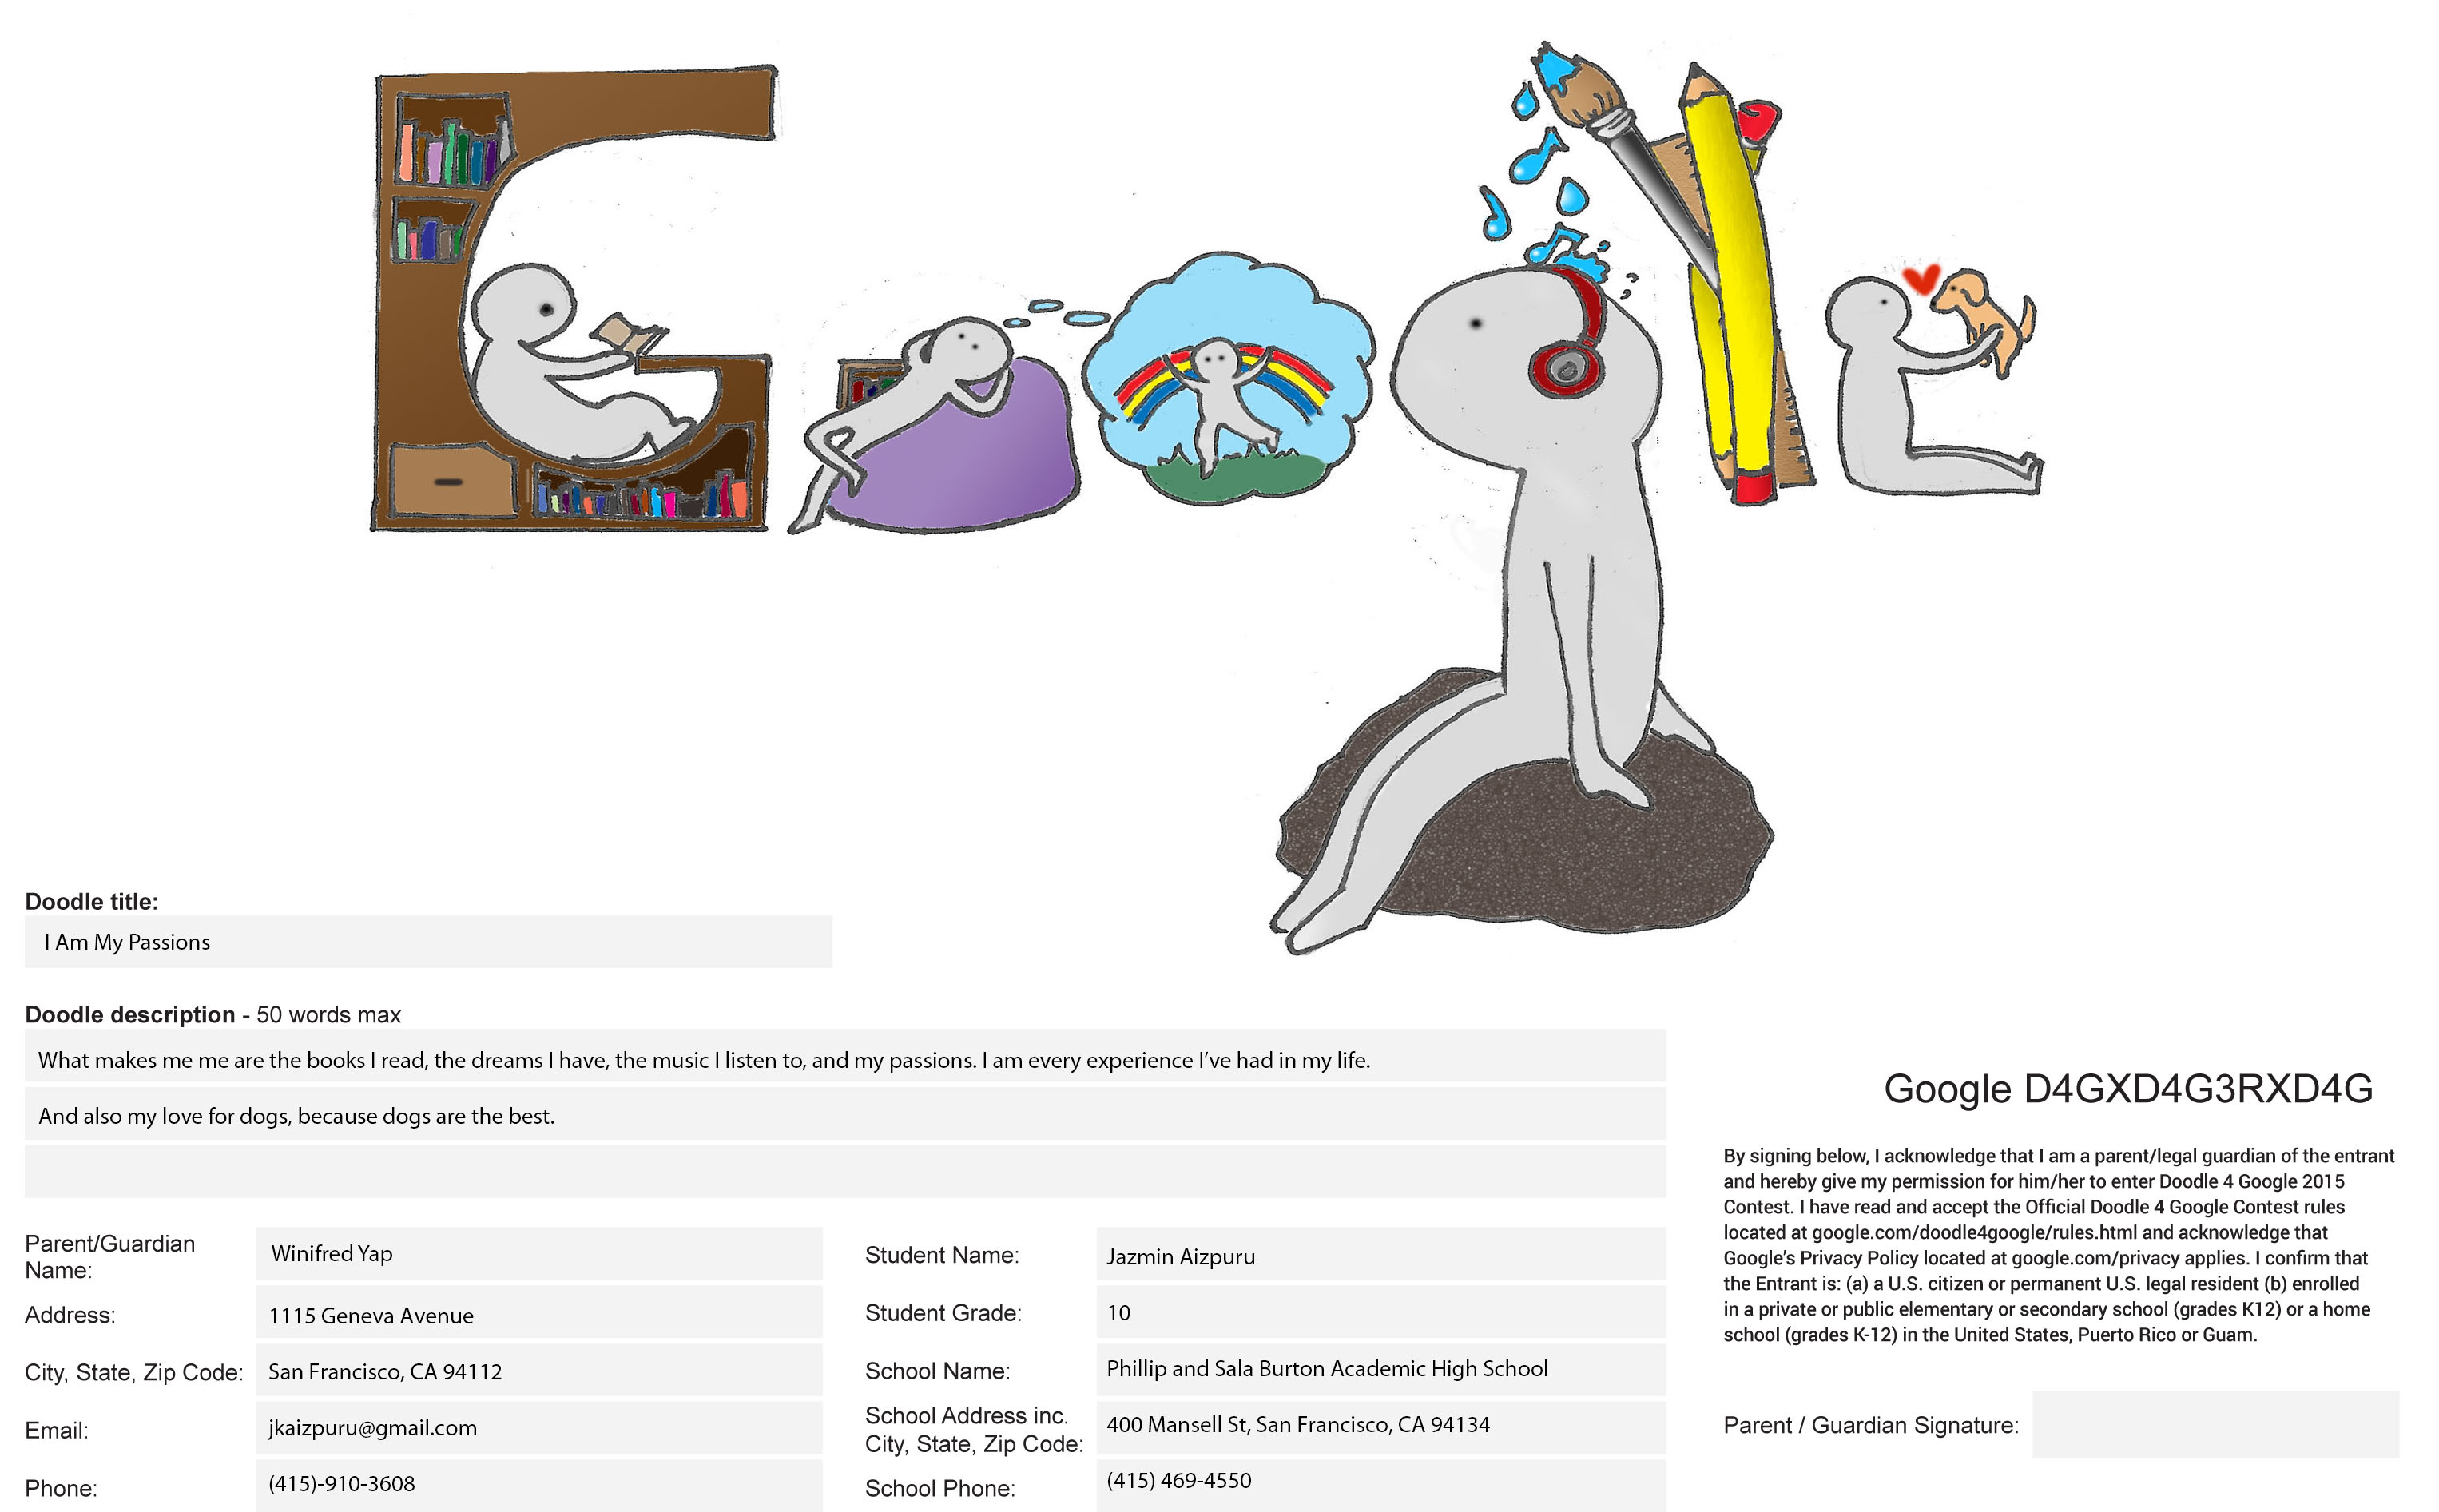 Google
Doodle title:
I Am My Passions
Doodle description - 50 words max
What makes me me are the books I read, the dreams I have, the music I listen to, and my passions. I am every experience I've had in my life.
And also my love for dogs, because dogs are the best.
Google D4GXD4G3RXD4G
By signing below, I acknowledge that I am a parent/legal guardian of the entrant
and hereby give my permission for him/her to enter Doodle 4 Google 2015
Contest. I have read and accept the Official Doodle 4 Google Contest rules
located at google.com/doodle4google/rules.html and acknowledge that
Google's Privacy Policy located at google.com/privacy applies. I confirm that
the Entrant is: (a) a U.S. citizen or permanent U.S. legal resident (b) enrolled
in a private or public elementary or secondary school (grades K12) or a home
school (grades K-12) in the United States, Puerto Rico or Guam.
Parent / Guardian Signature:
Parent/Guardian
Name:
Winifred Yap
Address:
1115 Geneva Avenue
City, State, Zip Code:
San Francisco, CA 94112
Email:
jkaizpuru@gmail.com
Phone:
(415)-910-3608
Student Name:
Jazmin Aizpuru
Student Grade:
10
School Name:
Phillip and Sala Burton Academic High School
School Address inc.
City, State, Zip Code:
400 Mansell St, San Francisco, CA 94134
School Phone:
(415) 469-4550